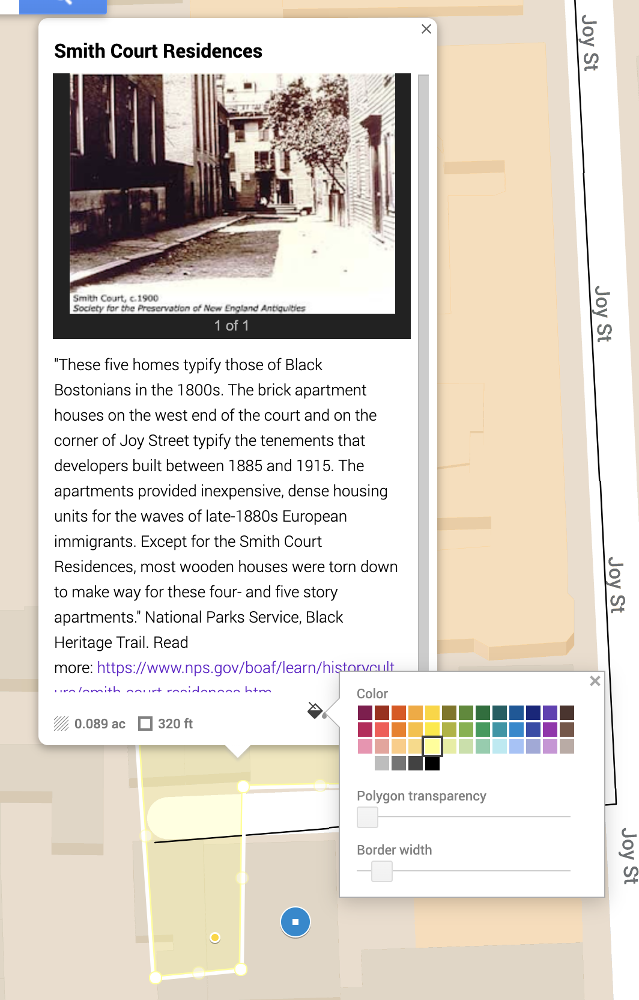 Smith Court Residences
Smith Court, c.1900
Society for the Preservation of New England Antiquities
1 of 1
"These five homes typify those of Black
Bostonians in the 1800s. The brick apartment
houses on the west end of the court and on the
corner of Joy Street typify the tenements that
developers built between 1885 and 1915. The
apartments provided inexpensive, dense housing
units for the waves of late-1880s European
immigrants. Except for the Smith Court
Residences, most wooden houses were torn down
to make way for these four- and five story
apartments." National Parks Service, Black
Heritage Trail. Read
more: https://www.nps.gov/boaf/learn/historycult
ure/smith-court-residences.htm
0.089 ac
320 ft
Color
Polygon transparency
Border width
Joy St
Joy St
Joy St
Joy St